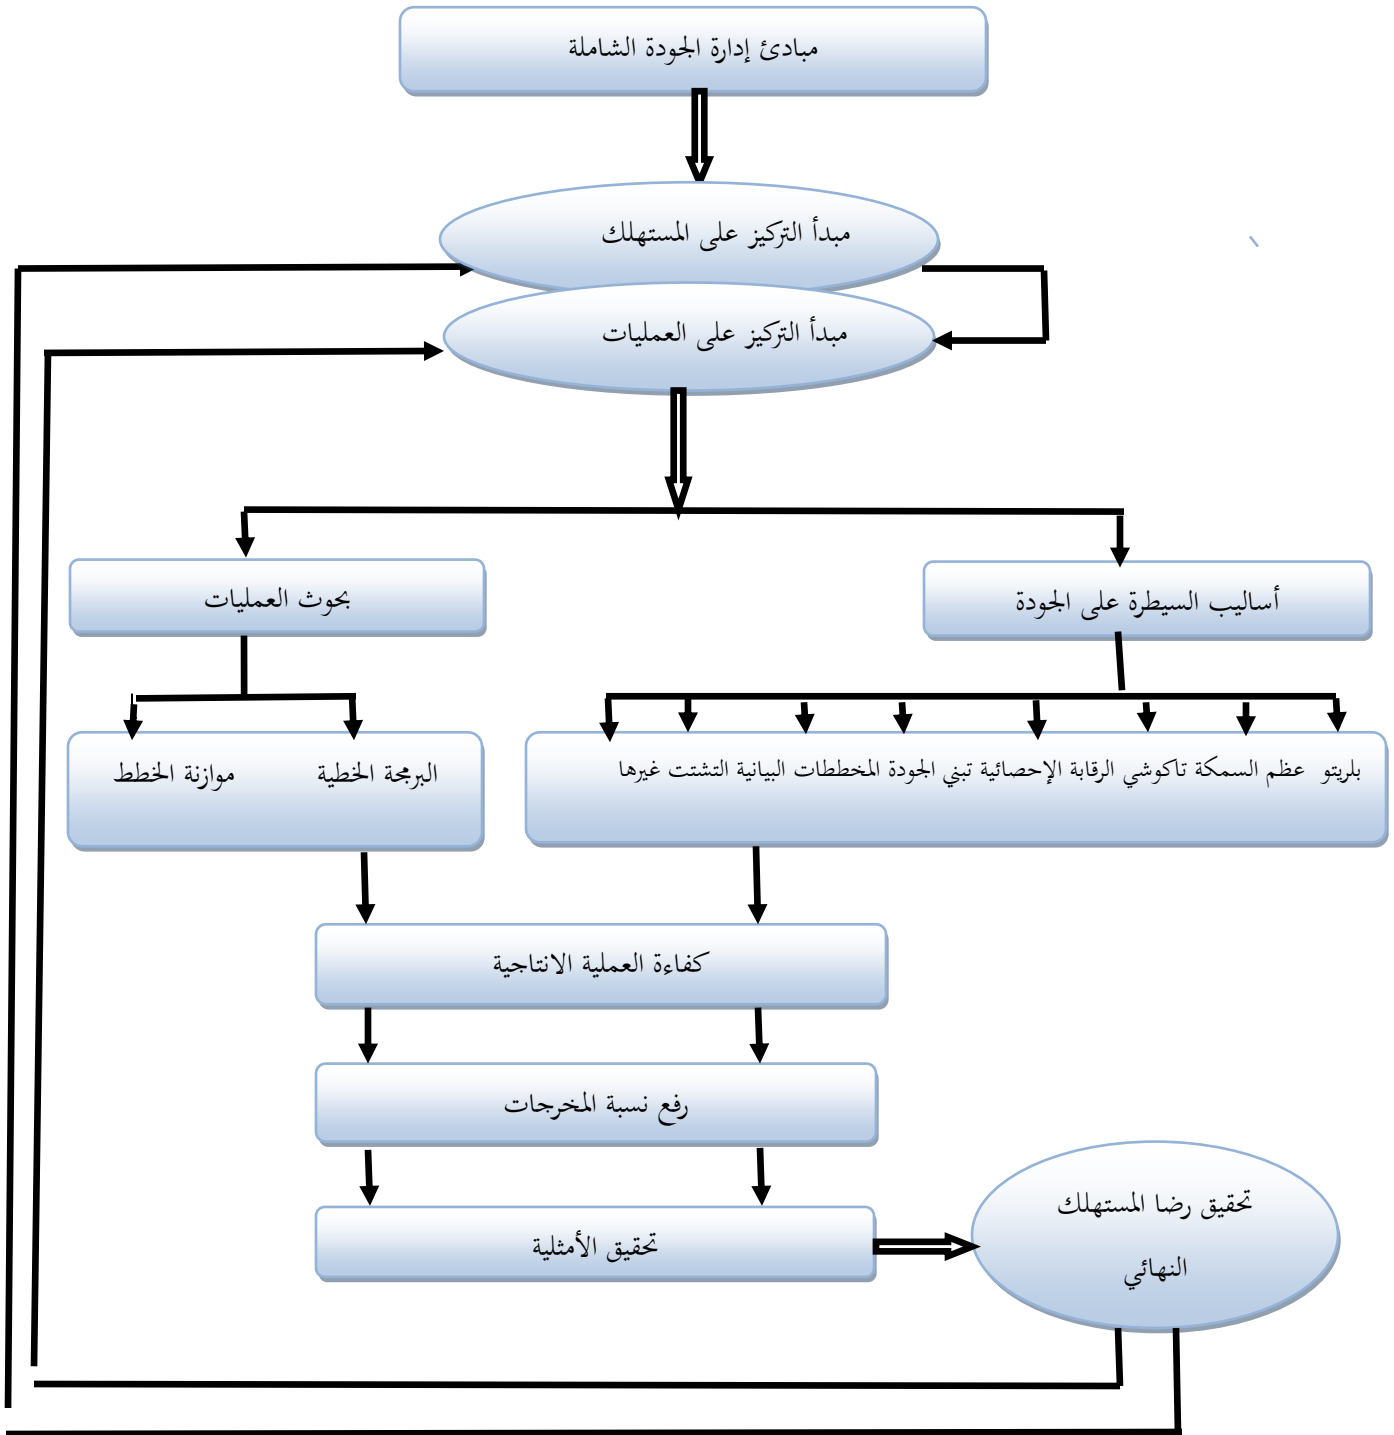 مبادئ إدارة الجودة الشاملة
مبدأ التركيز على المستهلك
مبدأ التركيز على العمليات
أساليب السيطرة على الجودة
بحوث العمليات
بلريتو عظم السمكة تاكوشي الرقابة الإحصائية تبني الجودة المخططات البيانية التشتت غيرها
البرمجة الخطية موازنة الخطط
كفاءة العملية الانتاجية
رفع نسبة المخرجات
تحقيق الأمثلية
تحقيق رضا المستهلك
النهائي